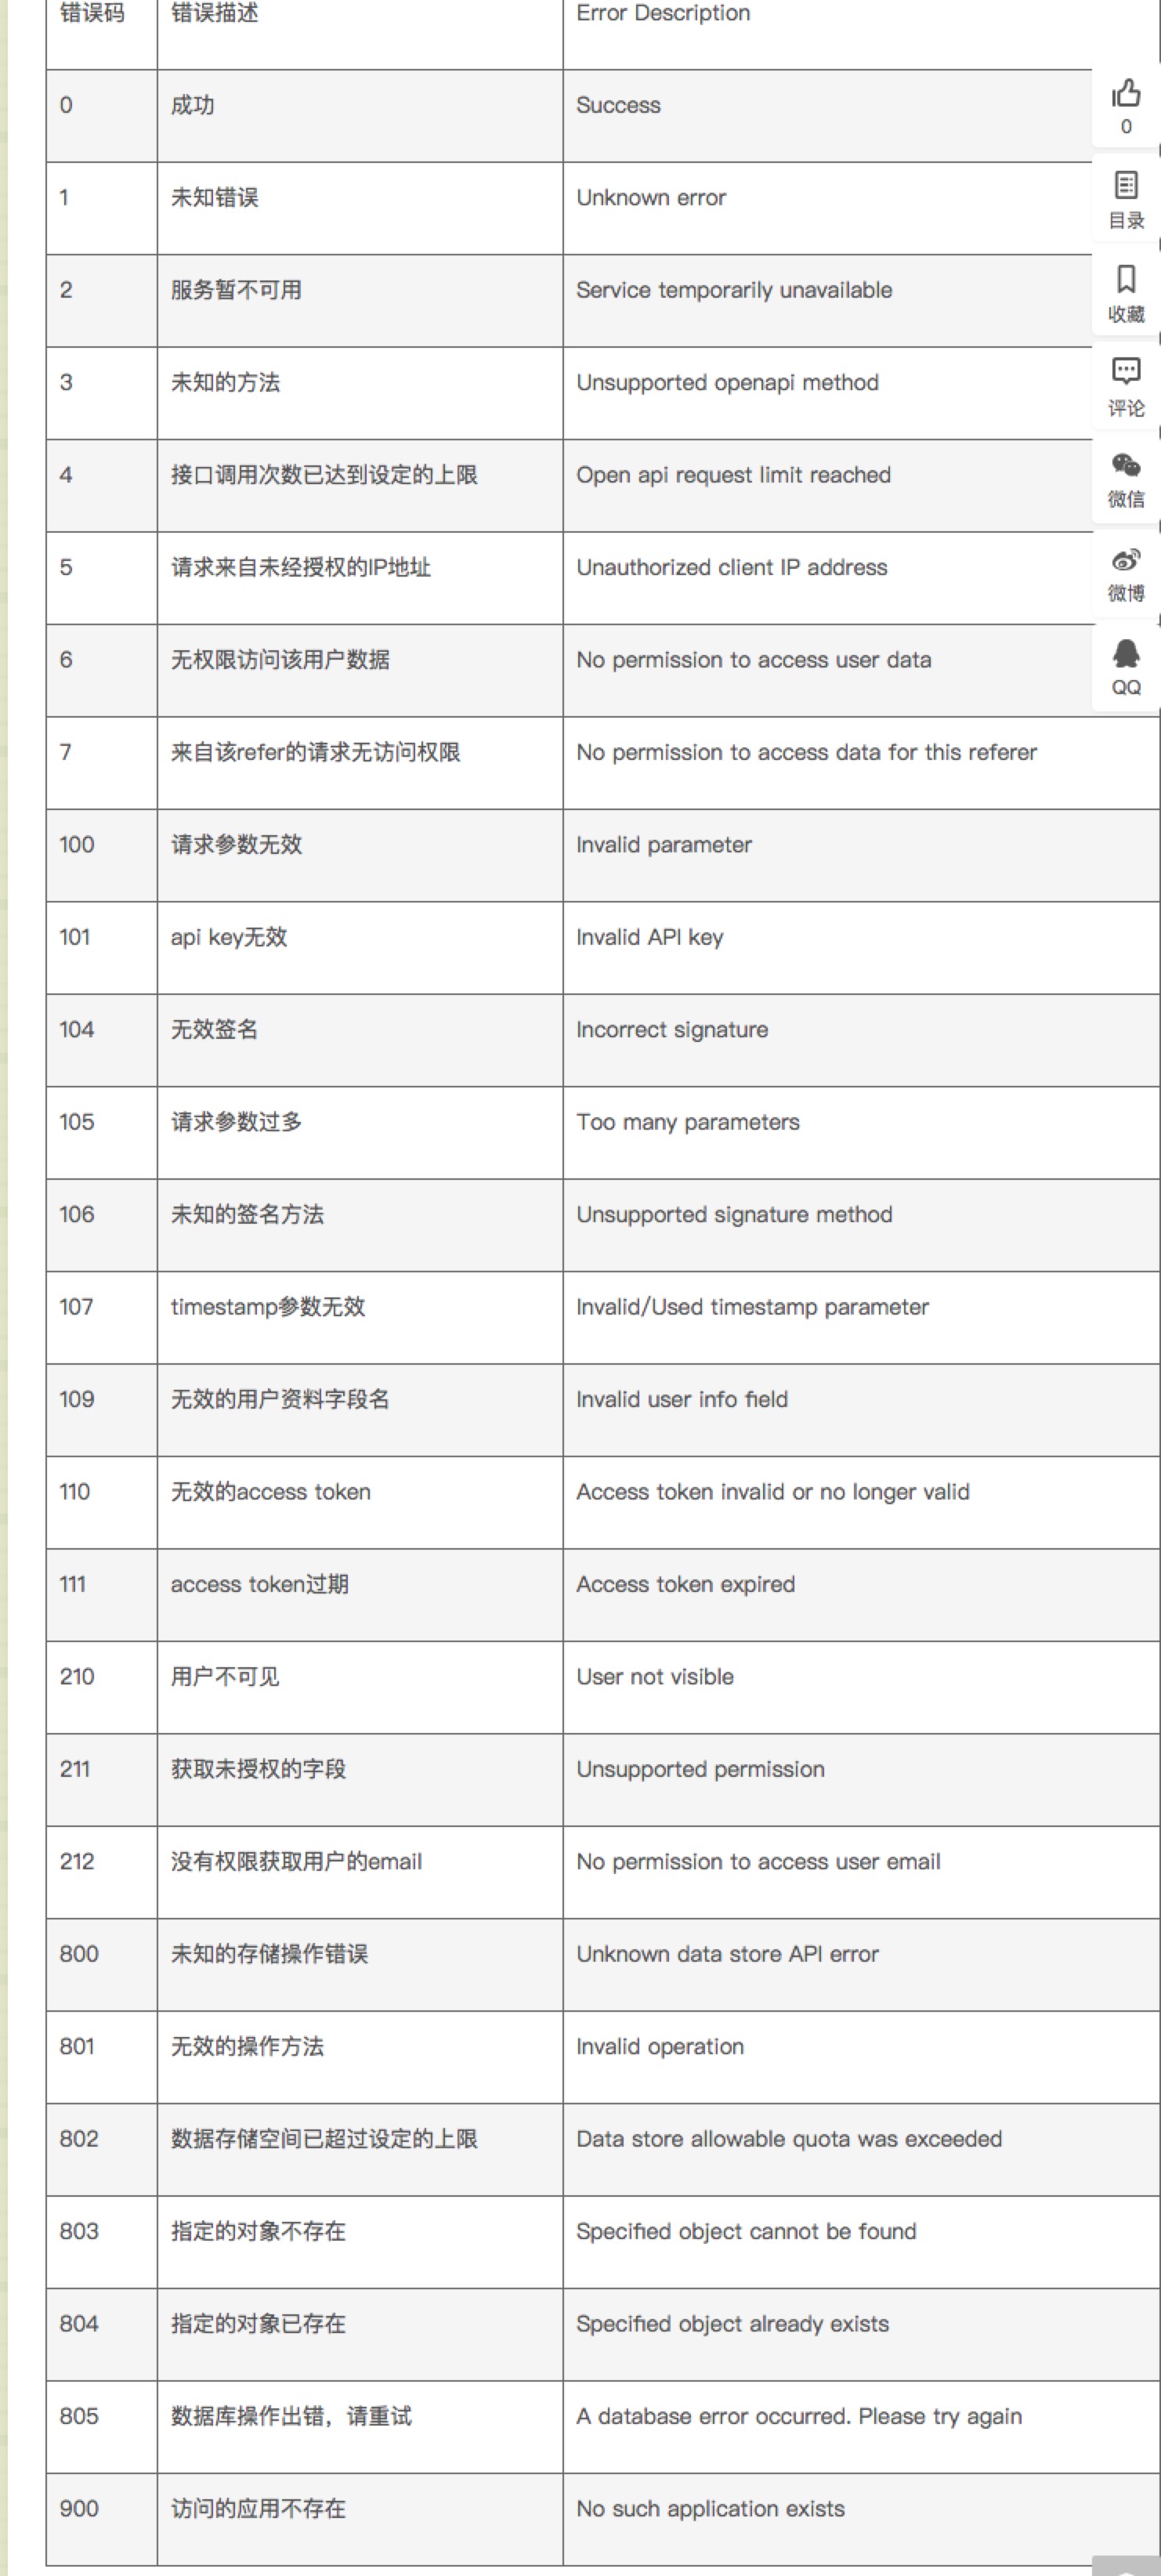 错误码 错误描述 Error Description
0 成功 Success
1 未知错误 Unknown error
2 服务暂不可用 Service temporarily unavailable
3 未知的方法 Unsupported openapi method
4 接口调用次数已达到设定的上限 Open api request limit reached
5 请求来自未经授权的IP地址 Unauthorized client IP address
6 无权限访问该用户数据 No permission to access user data
7 来自该refer的请求无访问权限 No permission to access data for this referer
100 请求参数无效 Invalid parameter
101 api key无效 Invalid API key
104 无效签名 Incorrect signature
105 请求参数过多 Too many parameters
106 未知的签名方法 Unsupported signature method
107 timestamp参数无效 Invalid/Used timestamp parameter
109 无效的用户资料字段名 Invalid user info field
110 无效的access token Access token invalid or no longer valid
111 access token过期 Access token expired
210 用户不可见 User not visible
211 获取未授权的字段 Unsupported permission
212 没有权限获取用户的email No permission to access user email
800 未知的存储操作错误 Unknown data store API error
801 无效的操作方法 Invalid operation
802 数据存储空间已超过设定的上限 Data store allowable quota was exceeded
803 指定的对象不存在 Specified object cannot be found
804 指定的对象已存在 Specified object already exists
805 数据库操作出错，请重试 A database error occurred. Please try again
900 访问的应用不存在 No such application exists
0
目录
收藏
评论
微信
微博
QQ